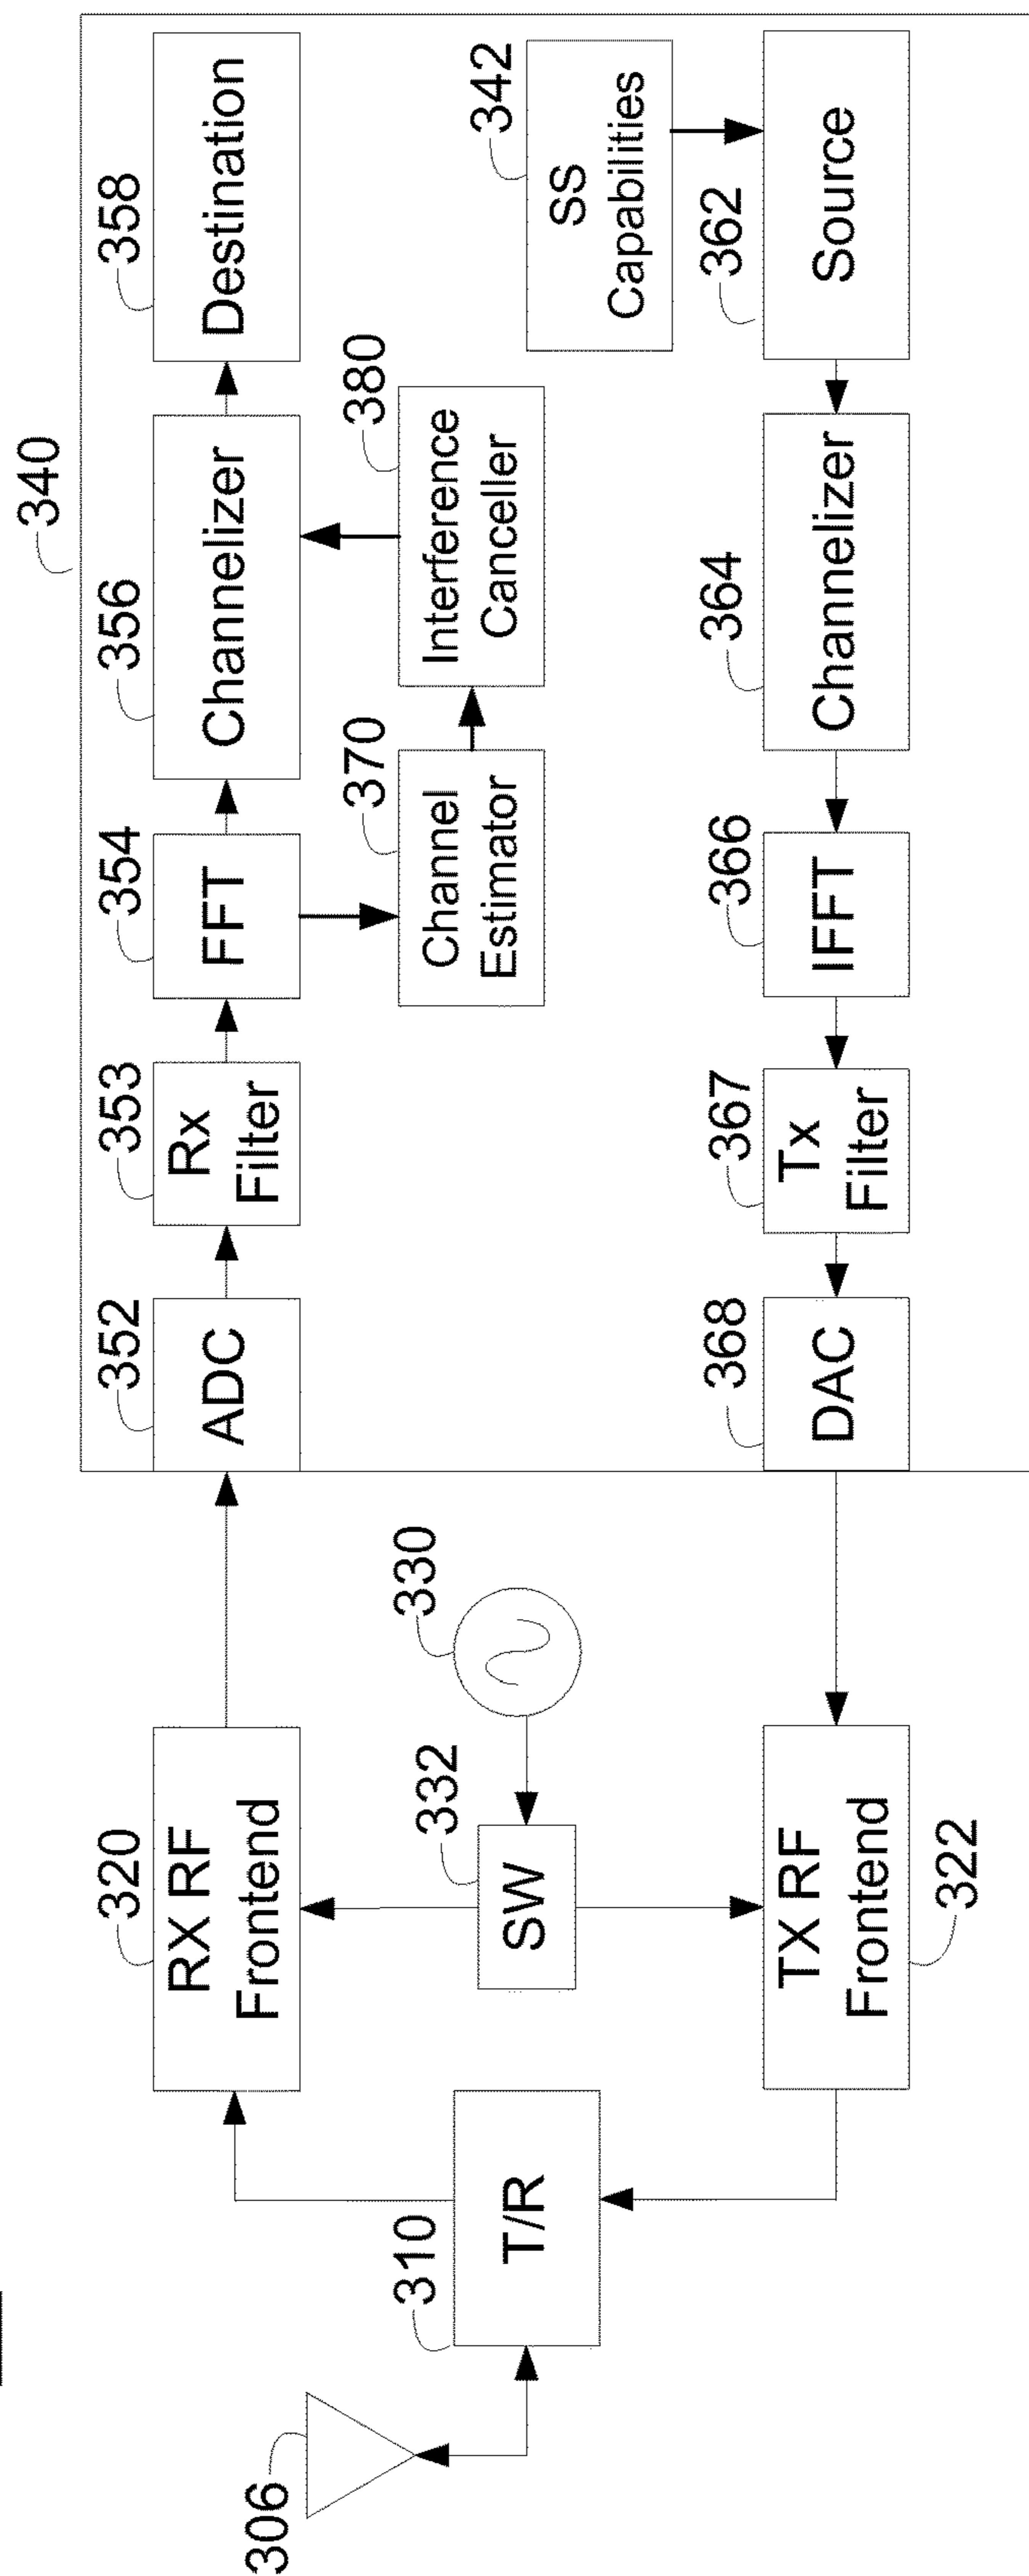 340
352
353
354
356
358
ADC
Rx
Filter
FFT
Channelizer
Destination
320
RX RF
Frontend
370
380
342
Channel
Estimator
Interference
Canceller
SS
Capabilities
306
310
T/R
332
SW
330
368
367
366
364
362
DAC
Tx
Filter
IFFT
Channelizer
Source
TX RF
Frontend
322